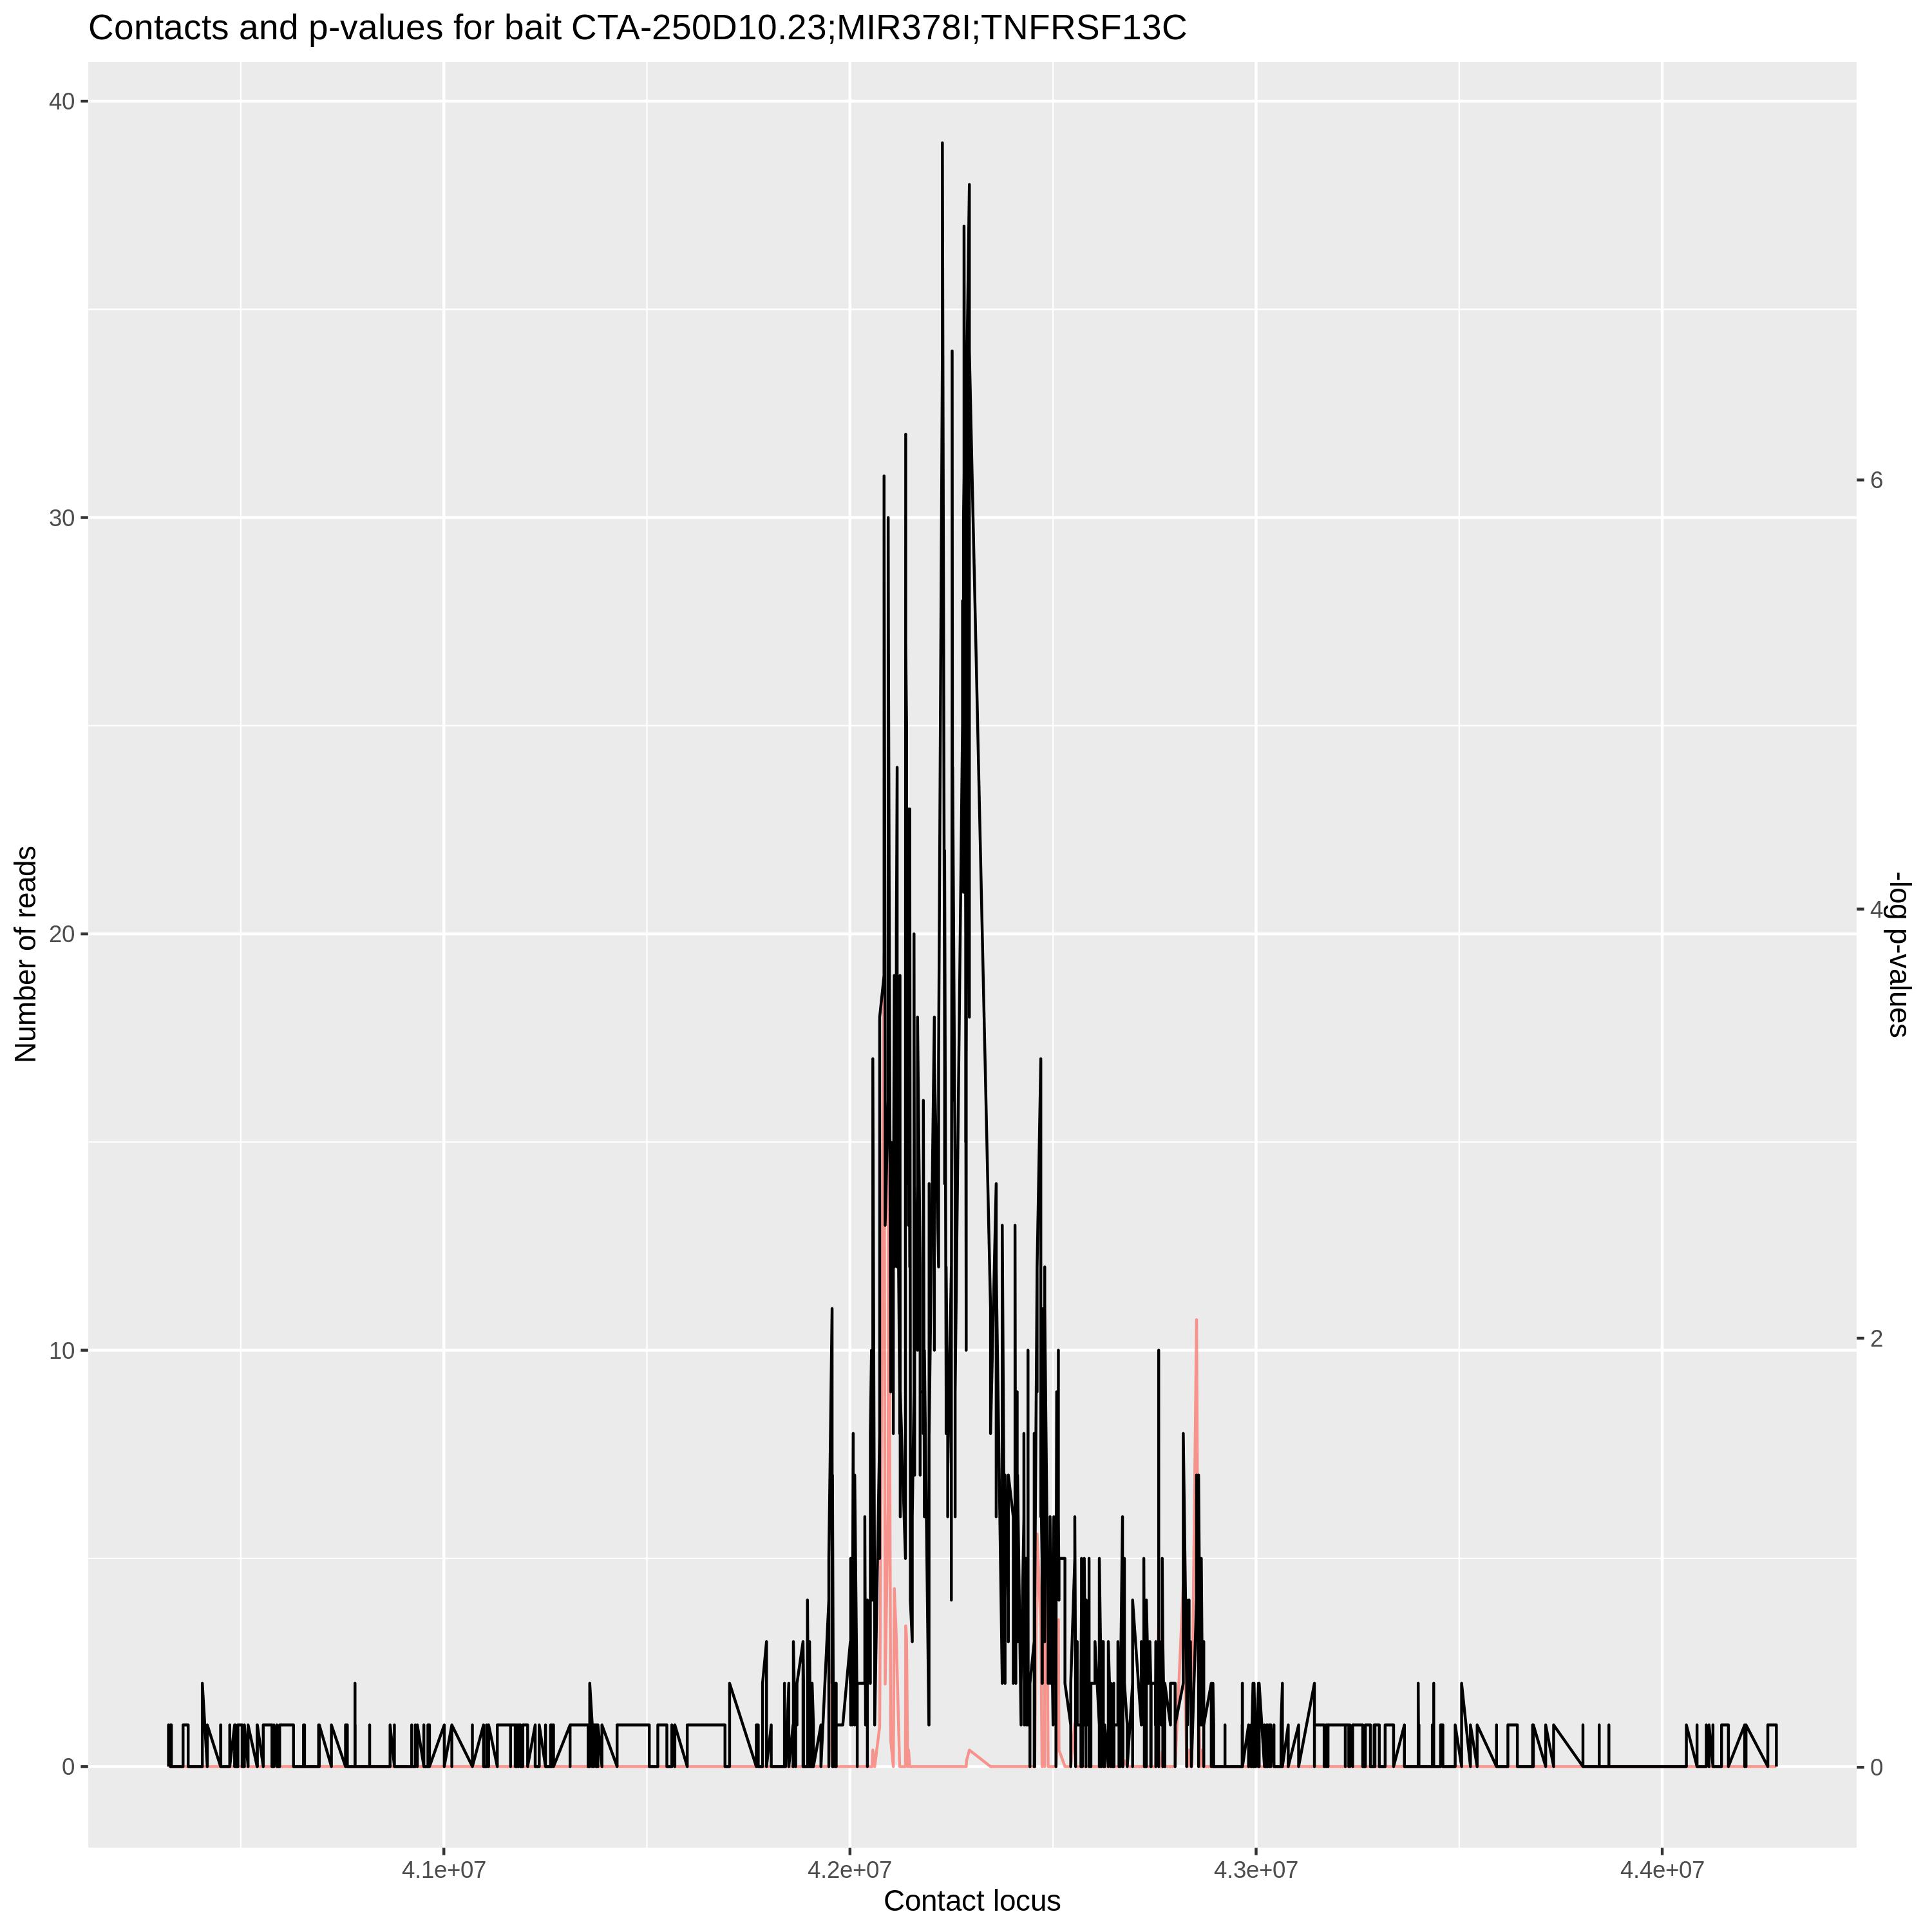 Contacts and p-values for bait CTA-250D10.23;MIR378I;TNFRSF13C
40
30
20
10
0
Number of reads
6
4
2
0
-log p-values
4.1e+07
4.2e+07
4.3e+07
4.4e+07
Contact locus